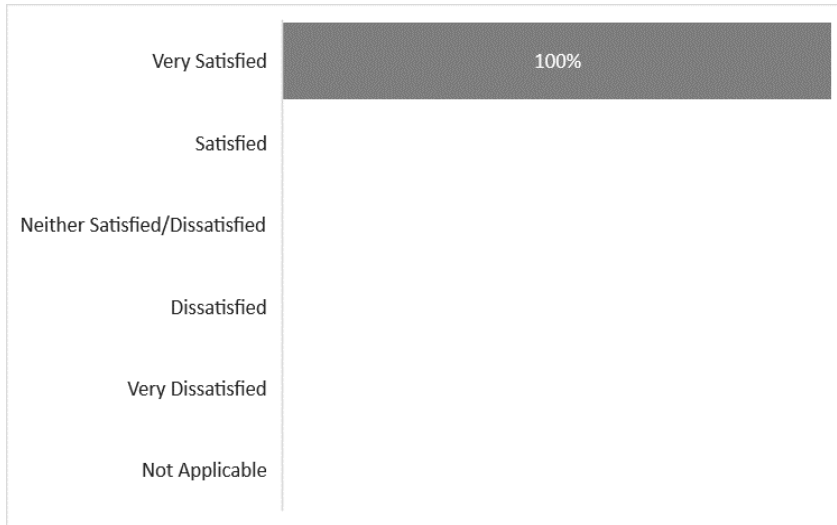 Very Satisfied
100%
Satisfied
Neither Satisfied/Dissatisfied
Dissatisfied
Very Dissatisfied
Not Applicable